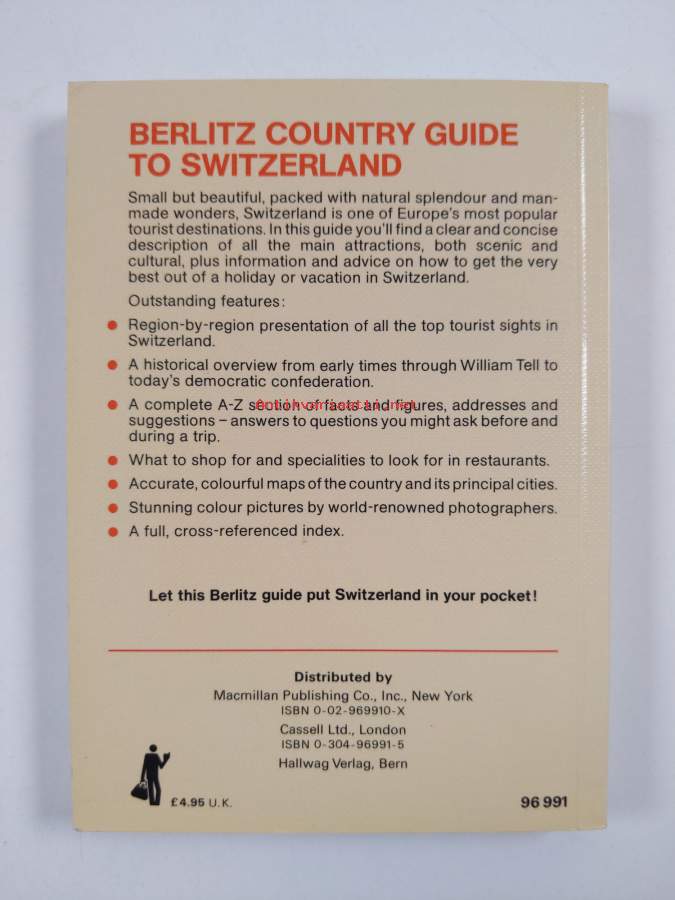 BERLITZ COUNTRY GUIDE
TO SWITZERLAND
Small but beautiful, packed with natural splendour and man-
made wonders, Switzerland is one of Europe's most popular
tourist destinations. In this guide you'll find a clear and concise
description of all the main attractions, both scenic and
cultural, plus information and advice on how to get the very
best out of a holiday or vacation in Switzerland.
Outstanding features:
● Region-by-region presentation of all the top tourist sights in
Switzerland.
● A historical overview from early times through William Tell to
today's democratic confederation.
● A complete A-Z section of facts and figures, addresses and
suggestions – answers to questions you might ask before and
during a trip.
Antikvariaatti.net
● What to shop for and specialities to look for in restaurants.
● Accurate, colourful maps of the country and its principal cities.
● Stunning colour pictures by world-renowned photographers.
● A full, cross-referenced index.
Let this Berlitz guide put Switzerland in your pocket!
Distributed by
Macmillan Publishing Co., Inc., New York
ISBN 0-02-969910-X
Cassell Ltd., London
ISBN 0-304-96991-5
Hallwag Verlag, Bern
£4.95 U.K.
96 991